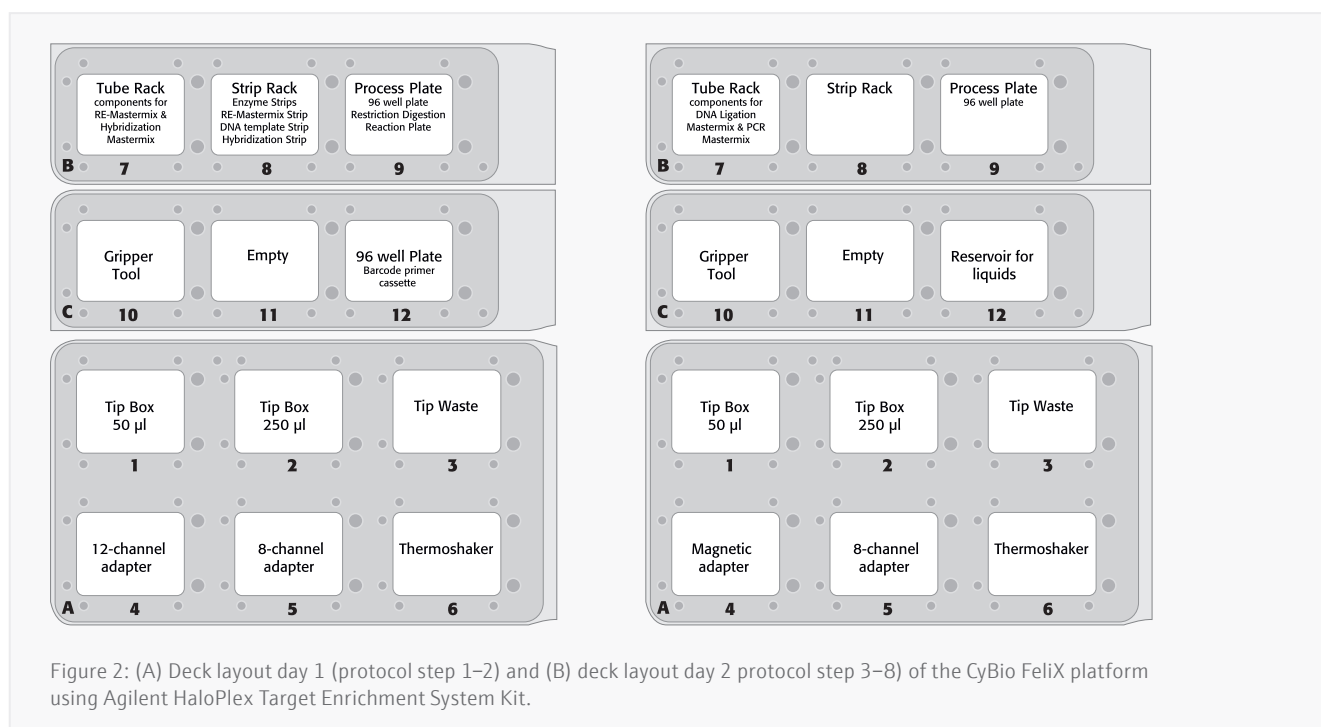 Tube Rack
components for
RE-Mastermix &
Hybridization
Mastermix
Strip Rack
Enzyme Strips
RE-Mastermix Strip
DNA template Strip
Hybridization Strip
Process Plate
96 well plate
Restriction Digestion
Reaction Plate
B
7
8
9
Gripper
Tool
Empty
96 well Plate
Barcode primer
cassette
C
10
11
12
Tip Box
50 µl
Tip Box
250 µl
Tip Waste
1
2
3
12-channel
adapter
8-channel
adapter
Thermoshaker
A
4
5
6
Tube Rack
components for
DNA Ligation
Mastermix & PCR
Mastermix
Strip Rack
Process Plate
96 well plate
B
7
8
9
Gripper
Tool
Empty
Reservoir for
liquids
C
10
11
12
Tip Box
50 µl
Tip Box
250 µl
Tip Waste
1
2
3
Magnetic
adapter
8-channel
adapter
Thermoshaker
A
4
5
6
Figure 2: (A) Deck layout day 1 (protocol step 1–2) and (B) deck layout day 2 protocol step 3–8) of the CyBio FeliX platform
using Agilent HaloPlex Target Enrichment System Kit.